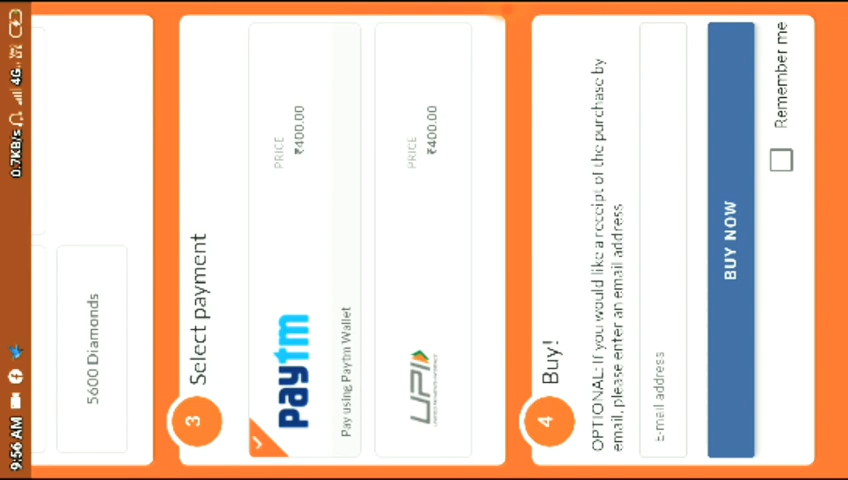 9:56 AM
0.7KB/s 4G
5600 Diamonds
3
Select payment
paytm
PRICE
₹400.00
Pay using Paytm Wallet
UPI
PRICE
₹400.00
4
Buy!
OPTIONAL: If you would like a receipt of the purchase by
email, please enter an email address
E-mail address
BUY NOW
Remember me